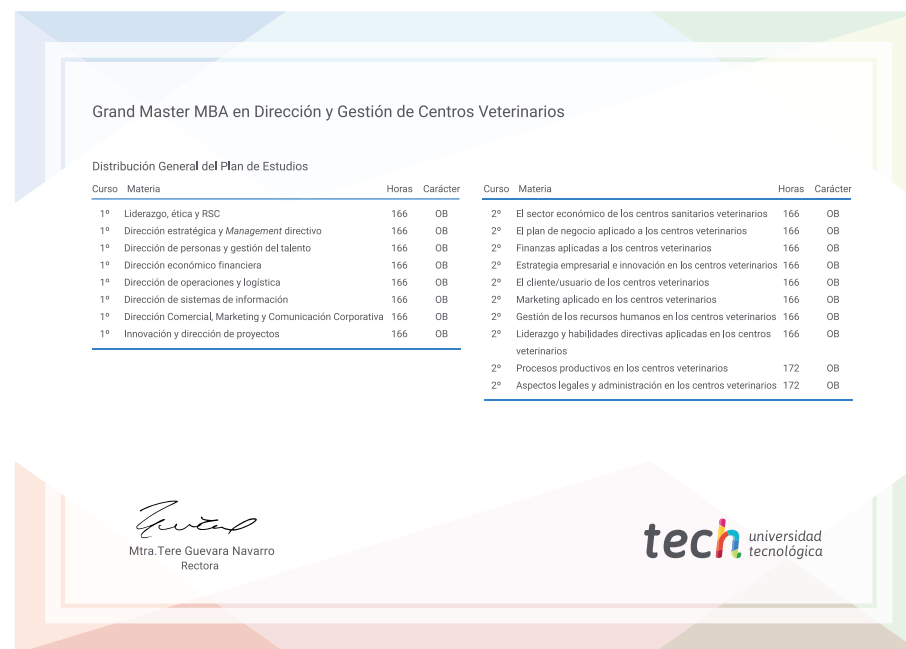 Grand Master MBA en Dirección y Gestión de Centros Veterinarios
Distribución General del Plan de Estudios
Curso Materia Horas Carácter
1º Liderazgo, ética y RSC 166 OB
1º Dirección estratégica y Management directivo 166 OB
1º Dirección de personas y gestión del talento 166 OB
1º Dirección económico financiera 166 OB
1º Dirección de operaciones y logística 166 OB
1º Dirección de sistemas de información 166 OB
1º Dirección Comercial, Marketing y Comunicación Corporativa 166 OB
1º Innovación y dirección de proyectos 166 OB
Curso Materia Horas Carácter
2º El sector económico de los centros sanitarios veterinarios 166 OB
2º El plan de negocio aplicado a los centros veterinarios 166 OB
2º Finanzas aplicadas a los centros veterinarios 166 OB
2º Estrategia empresarial e innovación en los centros veterinarios 166 OB
2º El cliente/usuario de los centros veterinarios 166 OB
2º Marketing aplicado en los centros veterinarios 166 OB
2º Gestión de los recursos humanos en los centros veterinarios 166 OB
2º Liderazgo y habilidades directivas aplicadas en los centros 166 OB
veterinarios
2º Procesos productivos en los centros veterinarios 172 OB
2º Aspectos legales y administración en los centros veterinarios 172 OB
Mtra.Tere Guevara Navarro
Rectora
tech universidad
tecnológica